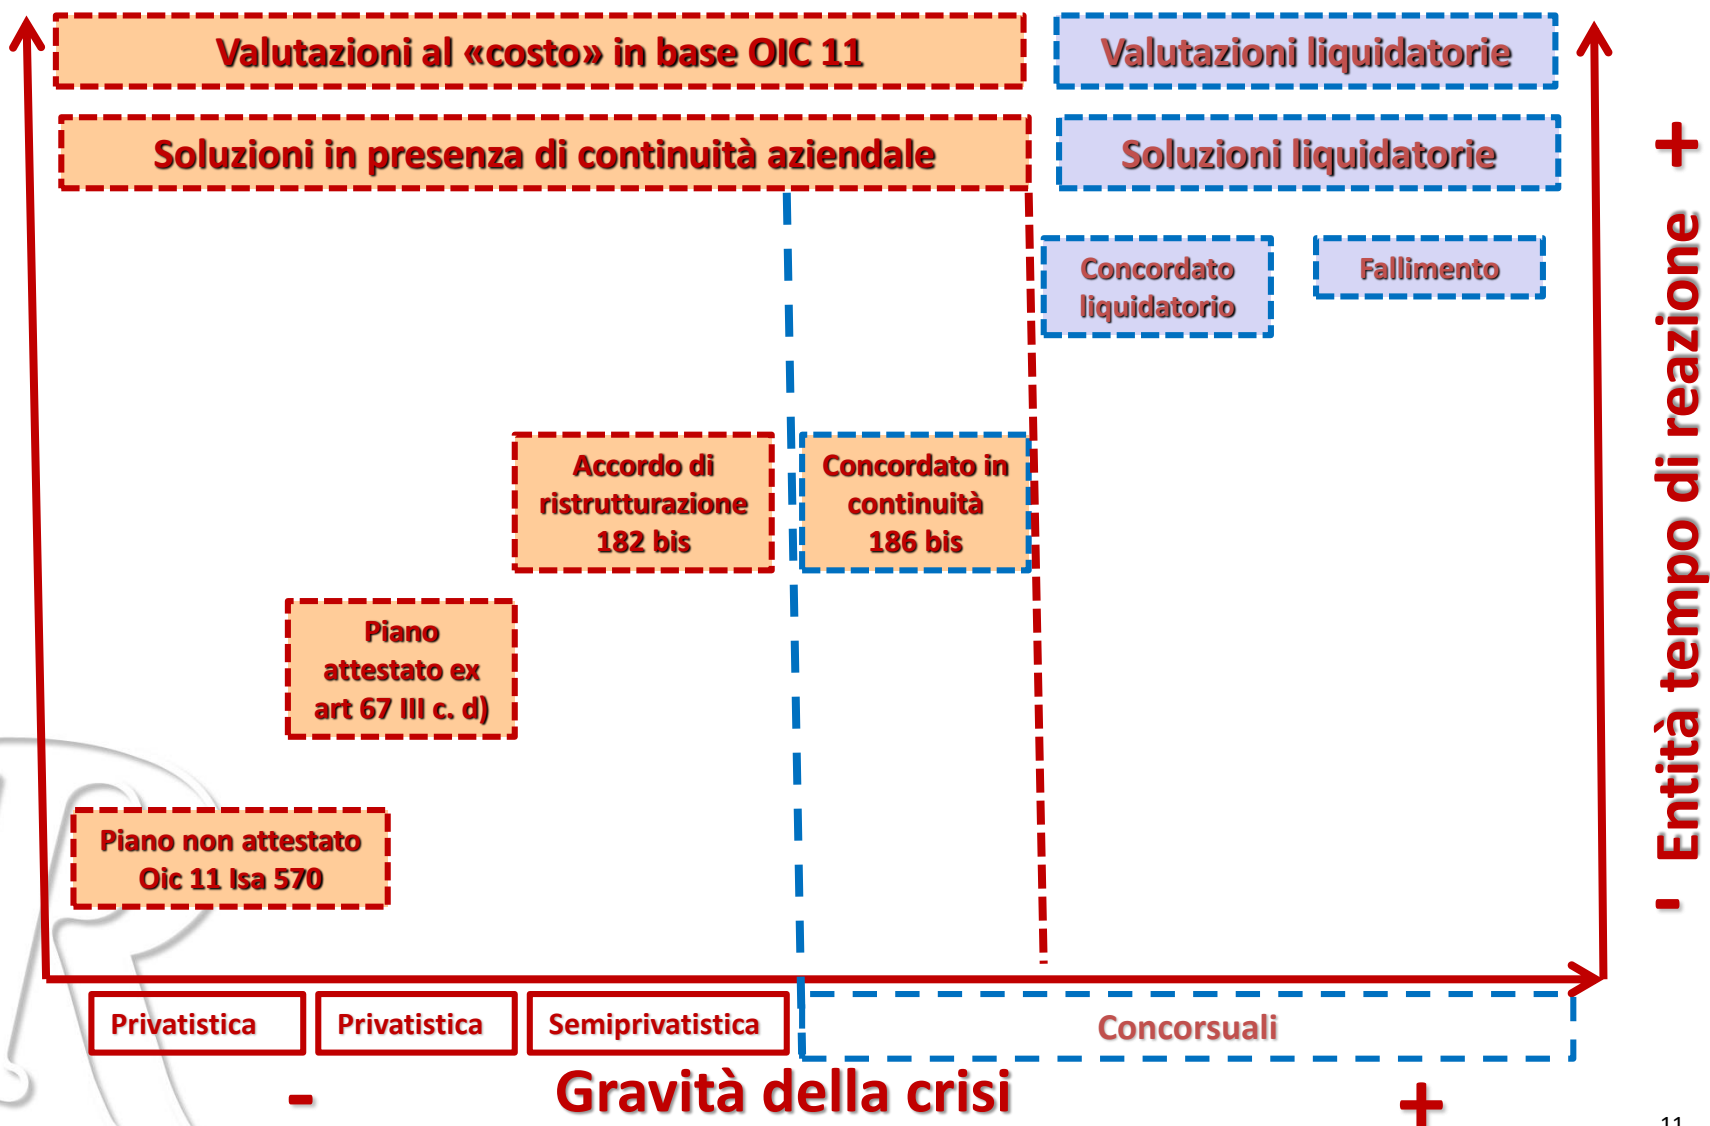 Valutazioni al «costo» in base OIC 11
Valutazioni liquidatorie
Soluzioni in presenza di continuità aziendale
Soluzioni liquidatorie
Concordato
liquidatorio
Fallimento
Accordo di
ristrutturazione
182 bis
Concordato in
continuità
186 bis
Piano
attestato ex
art 67 III c. d)
Piano non attestato
Oic 11 Isa 570
Privatistica
Privatistica
Semiprivatistica
Concorsuali
- Gravità della crisi +
- Entità tempo di reazione +
11